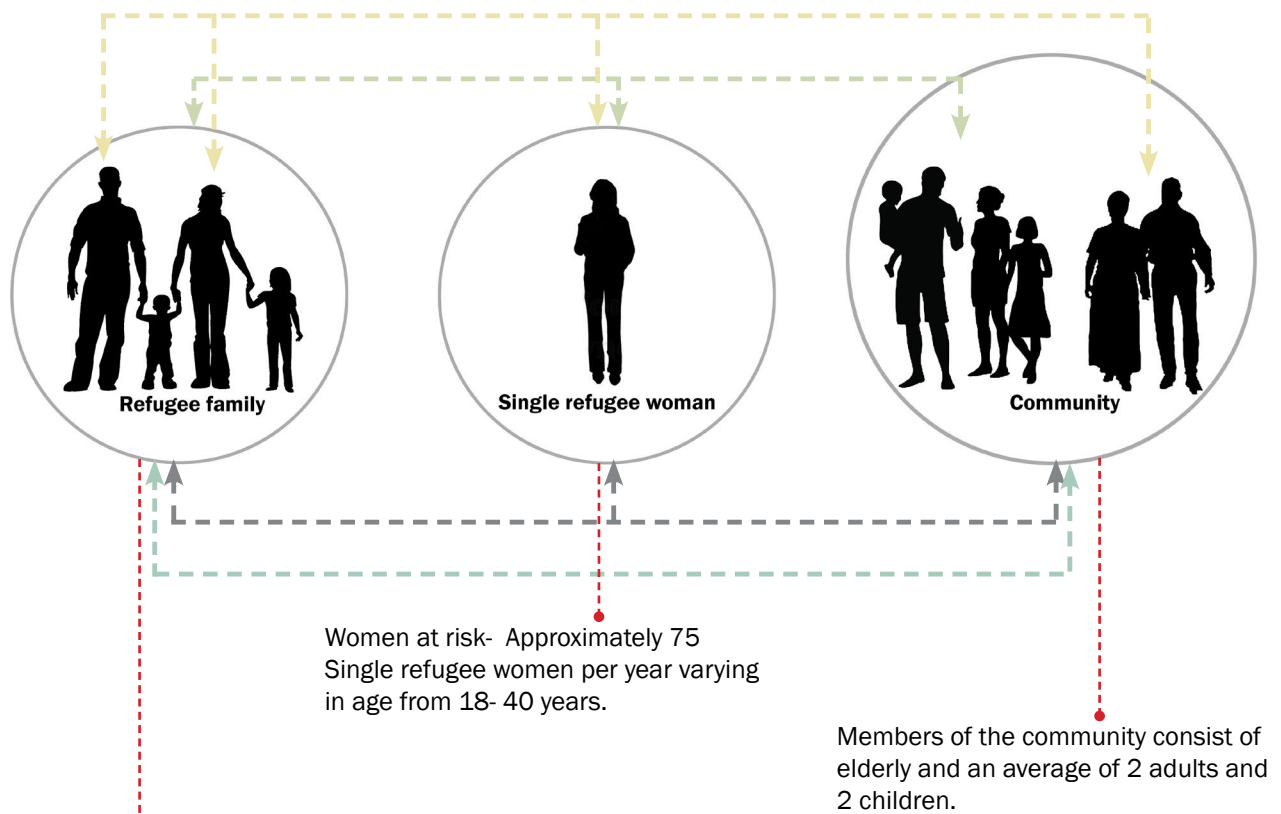 Refugee family
Single refugee woman
Community
Women at risk-  Approximately 75
Single refugee women per year varying
in age from 18- 40 years.
Members of the community consist of
elderly and an average of 2 adults and
2 children.